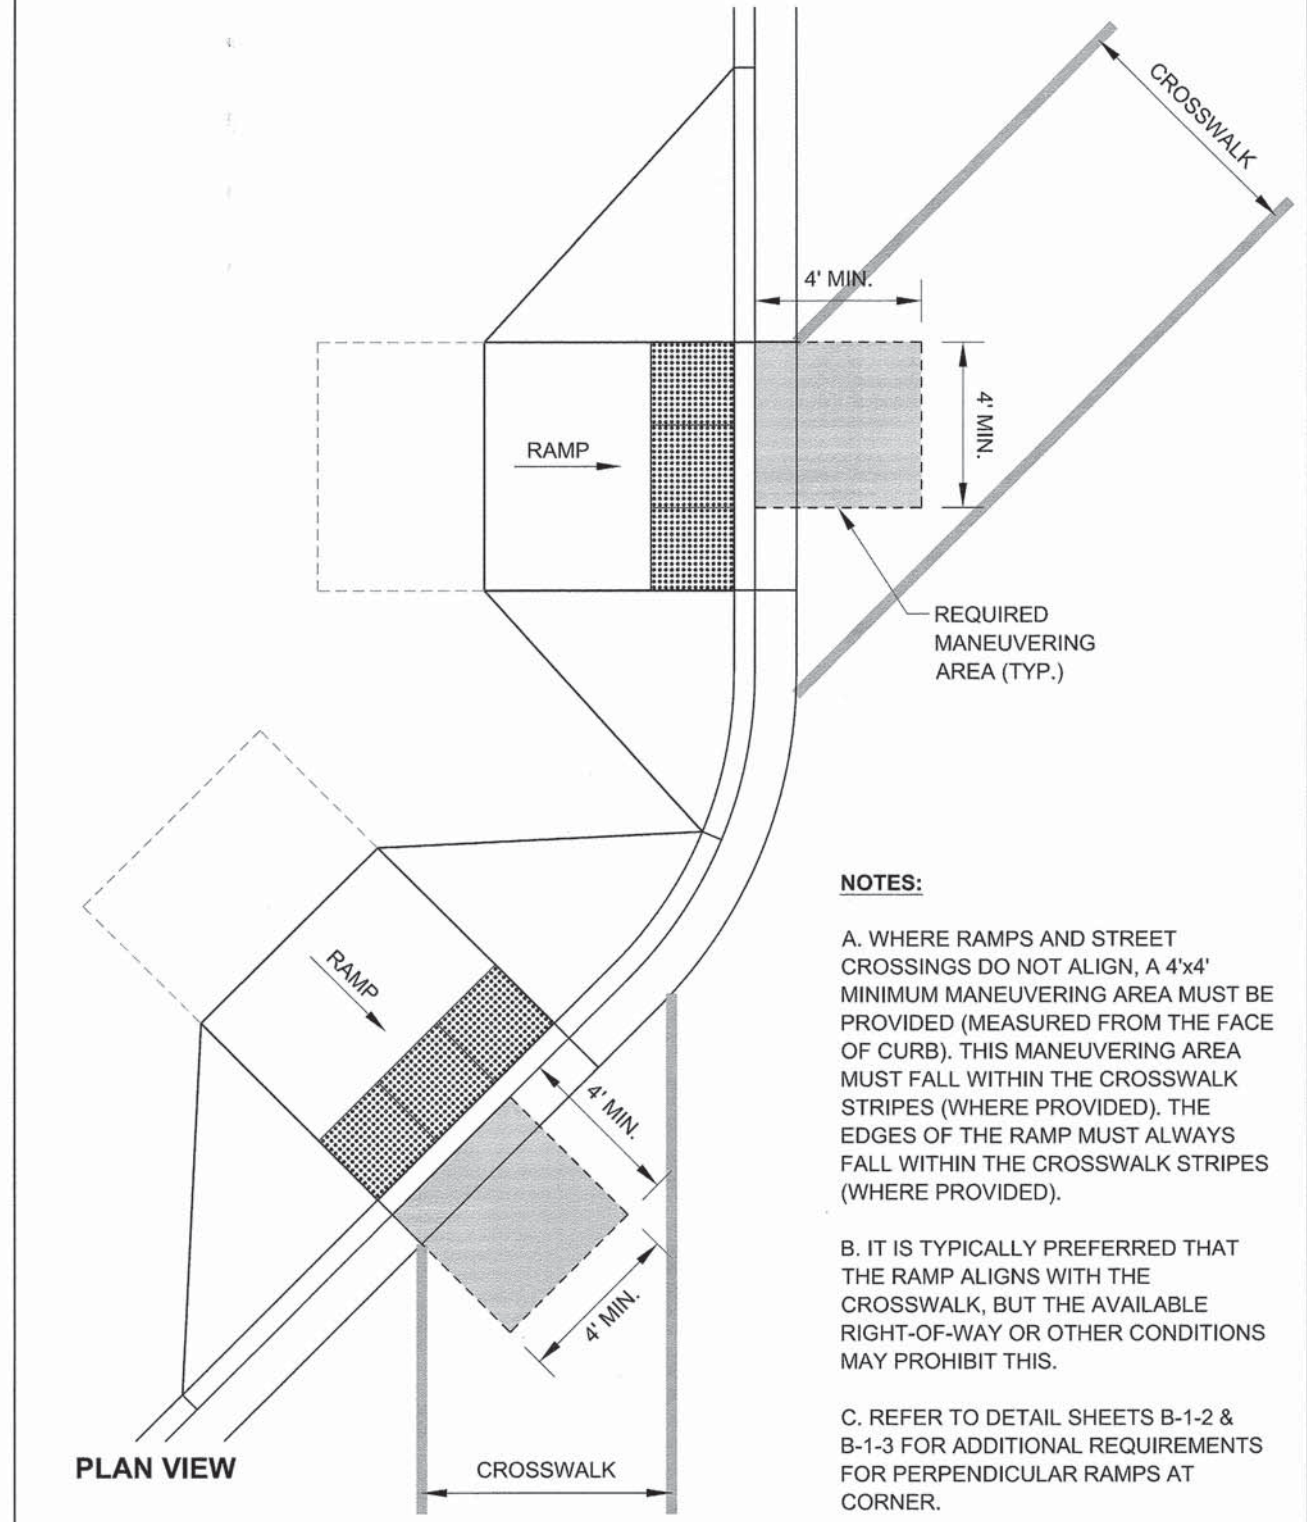 CROSSWALK
4' MIN.
4' MIN.
RAMP
REQUIRED
MANEUVERING
AREA (TYP.)
RAMP
4' MIN.
4' MIN.
CROSSWALK
PLAN VIEW
NOTES:
A. WHERE RAMPS AND STREET
CROSSINGS DO NOT ALIGN, A 4'x4'
MINIMUM MANEUVERING AREA MUST BE
PROVIDED (MEASURED FROM THE FACE
OF CURB). THIS MANEUVERING AREA
MUST FALL WITHIN THE CROSSWALK
STRIPES (WHERE PROVIDED). THE
EDGES OF THE RAMP MUST ALWAYS
FALL WITHIN THE CROSSWALK STRIPES
(WHERE PROVIDED).
B. IT IS TYPICALLY PREFERRED THAT
THE RAMP ALIGNS WITH THE
CROSSWALK, BUT THE AVAILABLE
RIGHT-OF-WAY OR OTHER CONDITIONS
MAY PROHIBIT THIS.
C. REFER TO DETAIL SHEETS B-1-2 &
B-1-3 FOR ADDITIONAL REQUIREMENTS
FOR PERPENDICULAR RAMPS AT
CORNER.